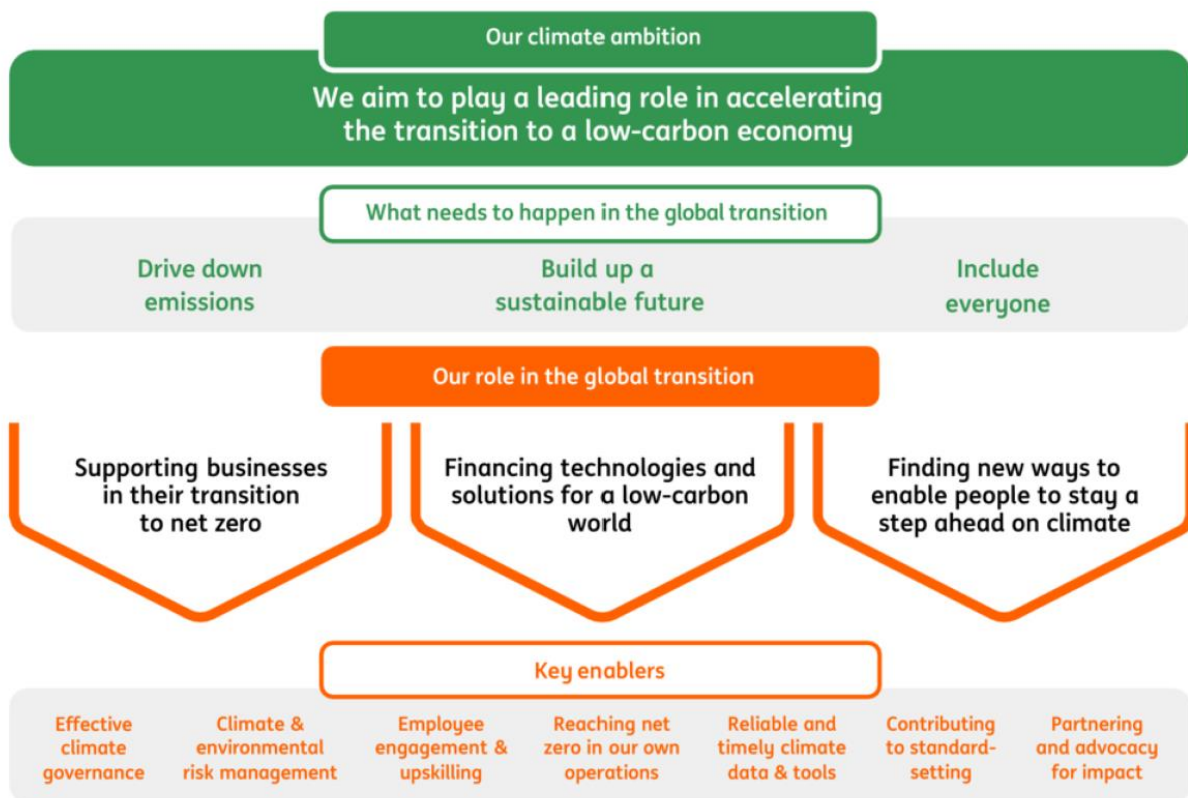 Our climate ambition
We aim to play a leading role in accelerating
the transition to a low-carbon economy
What needs to happen in the global transition
Drive down
emissions
Build up a
sustainable future
Include
everyone
Our role in the global transition
Supporting businesses
in their transition
to net zero
Financing technologies and
solutions for a low-carbon
world
Finding new ways to
enable people to stay a
step ahead on climate
Key enablers
Effective
climate
governance
Climate &
environmental
risk management
Employee
engagement &
upskilling
Reaching net
zero in our own
operations
Reliable and
timely climate
data & tools
Contributing
to standard-
setting
Partnering
and advocacy
for impact